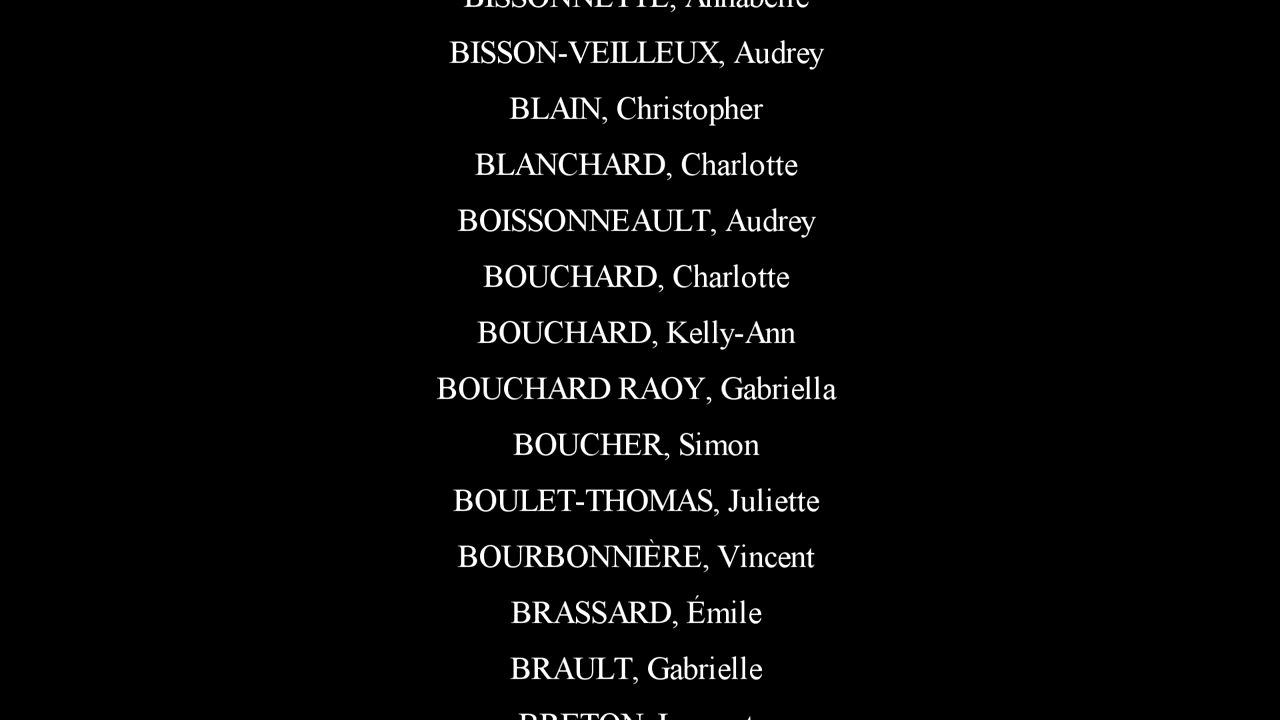 BISSONNETTE, Annabelle
BISSON-VEILLEUX, Audrey
BLAIN, Christopher
BLANCHARD, Charlotte
BOISSONNEAULT, Audrey
BOUCHARD, Charlotte
BOUCHARD, Kelly-Ann
BOUCHARD RAOY, Gabriella
BOUCHER, Simon
BOULET-THOMAS, Juliette
BOURBONNIÈRE, Vincent
BRASSARD, Émile
BRAULT, Gabrielle
BRETON,